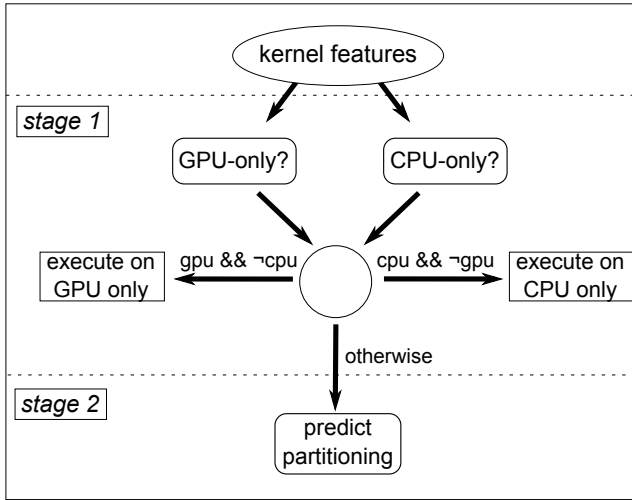 kernel features
stage 1
GPU-only?
CPU-only?
execute on
GPU only
gpu && ¬cpu
cpu && ¬gpu
execute on
CPU only
otherwise
stage 2
predict
partitioning